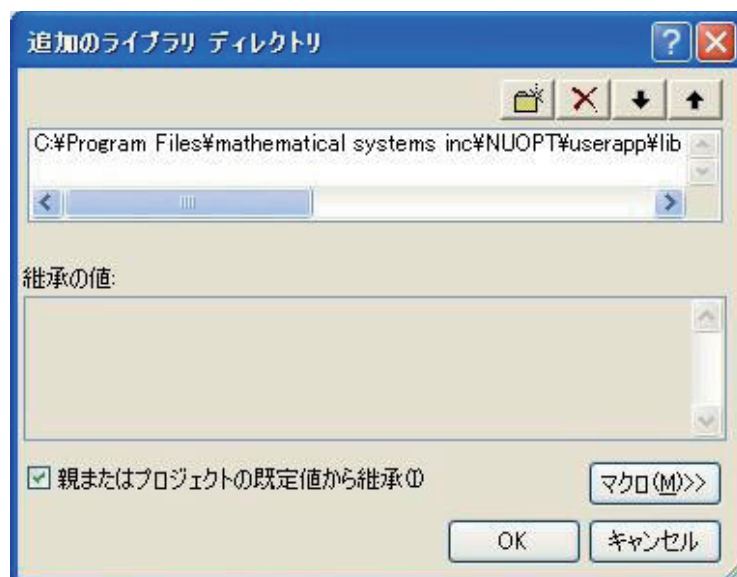 追加のライブラリ ディレクトリ
C:¥Program Files¥mathematical systems inc¥NUOPT¥userapp¥lib
継承の値:
親またはプロジェクトの既定値から継承(I)
マクロ(M)>>
OK
キャンセル